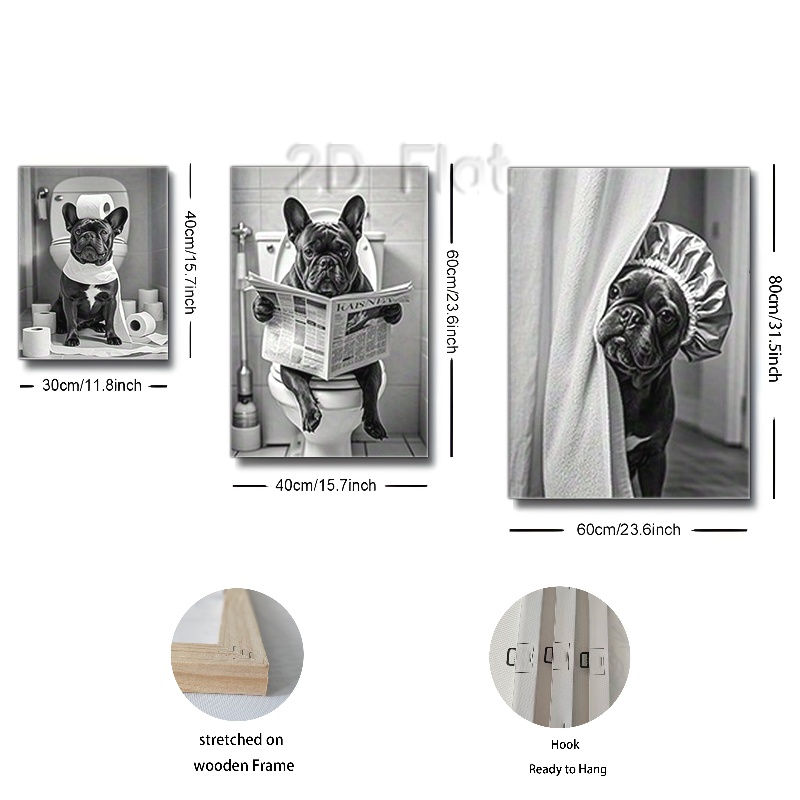 2D Flat
40cm/15.7inch
30cm/11.8inch
60cm/23.6inch
40cm/15.7inch
80cm/31.5inch
60cm/23.6inch
stretched on
wooden Frame
Hook
Ready to Hang